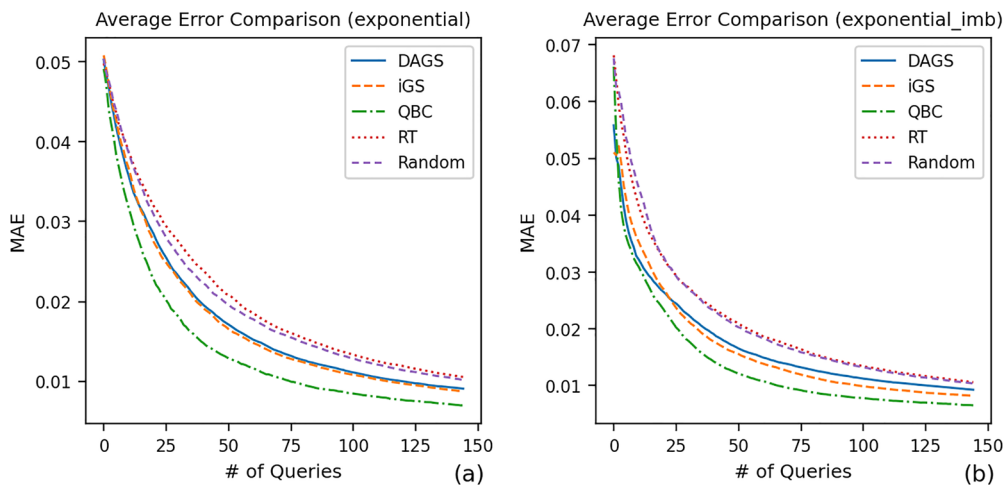 Average Error Comparison (exponential)
0.05
0.04
0.03
0.02
0.01
MAE
DAGS
iGS
QBC
RT
Random
0 25 50 75 100 125 150
# of Queries
(a)
Average Error Comparison (exponential_imb)
0.07
0.06
0.05
0.04
0.03
0.02
0.01
MAE
DAGS
iGS
QBC
RT
Random
0 25 50 75 100 125 150
# of Queries
(b)